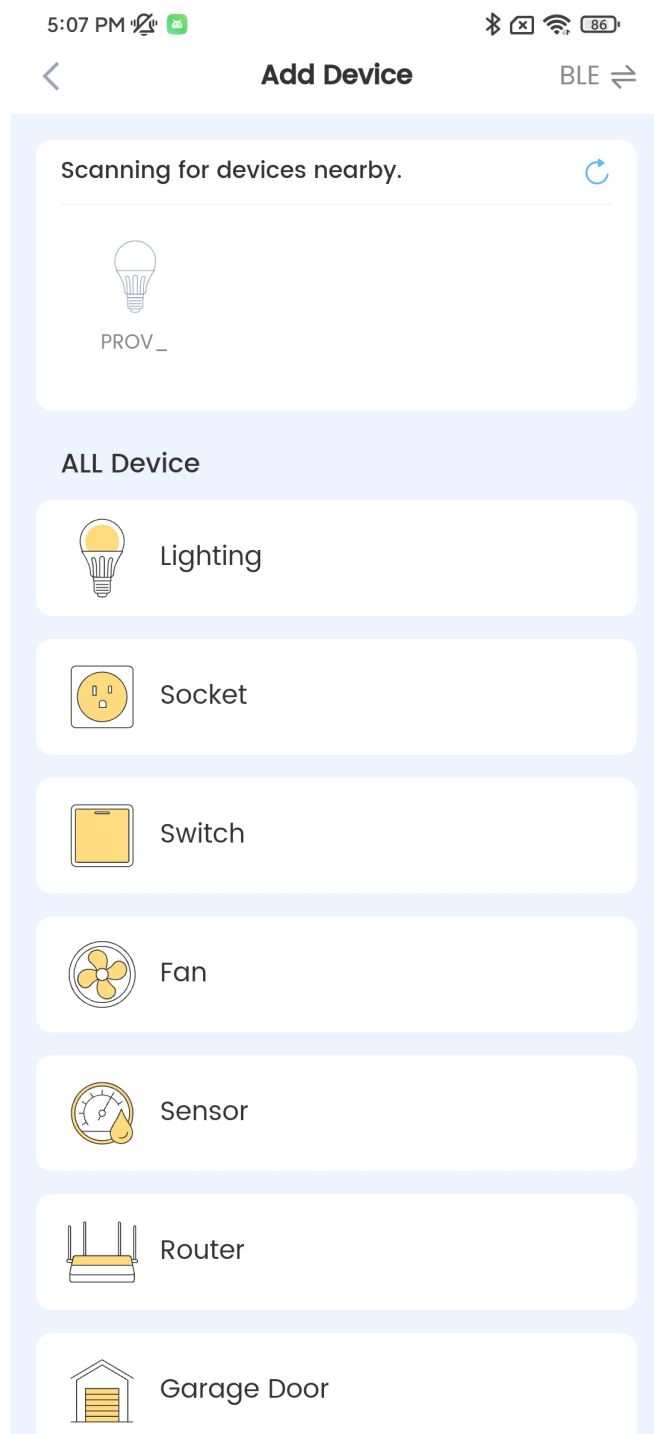 5:07 PM
86
Add Device
BLE
Scanning for devices nearby.
PROV_
ALL Device
Lighting
Socket
Switch
Fan
Sensor
Router
Garage Door